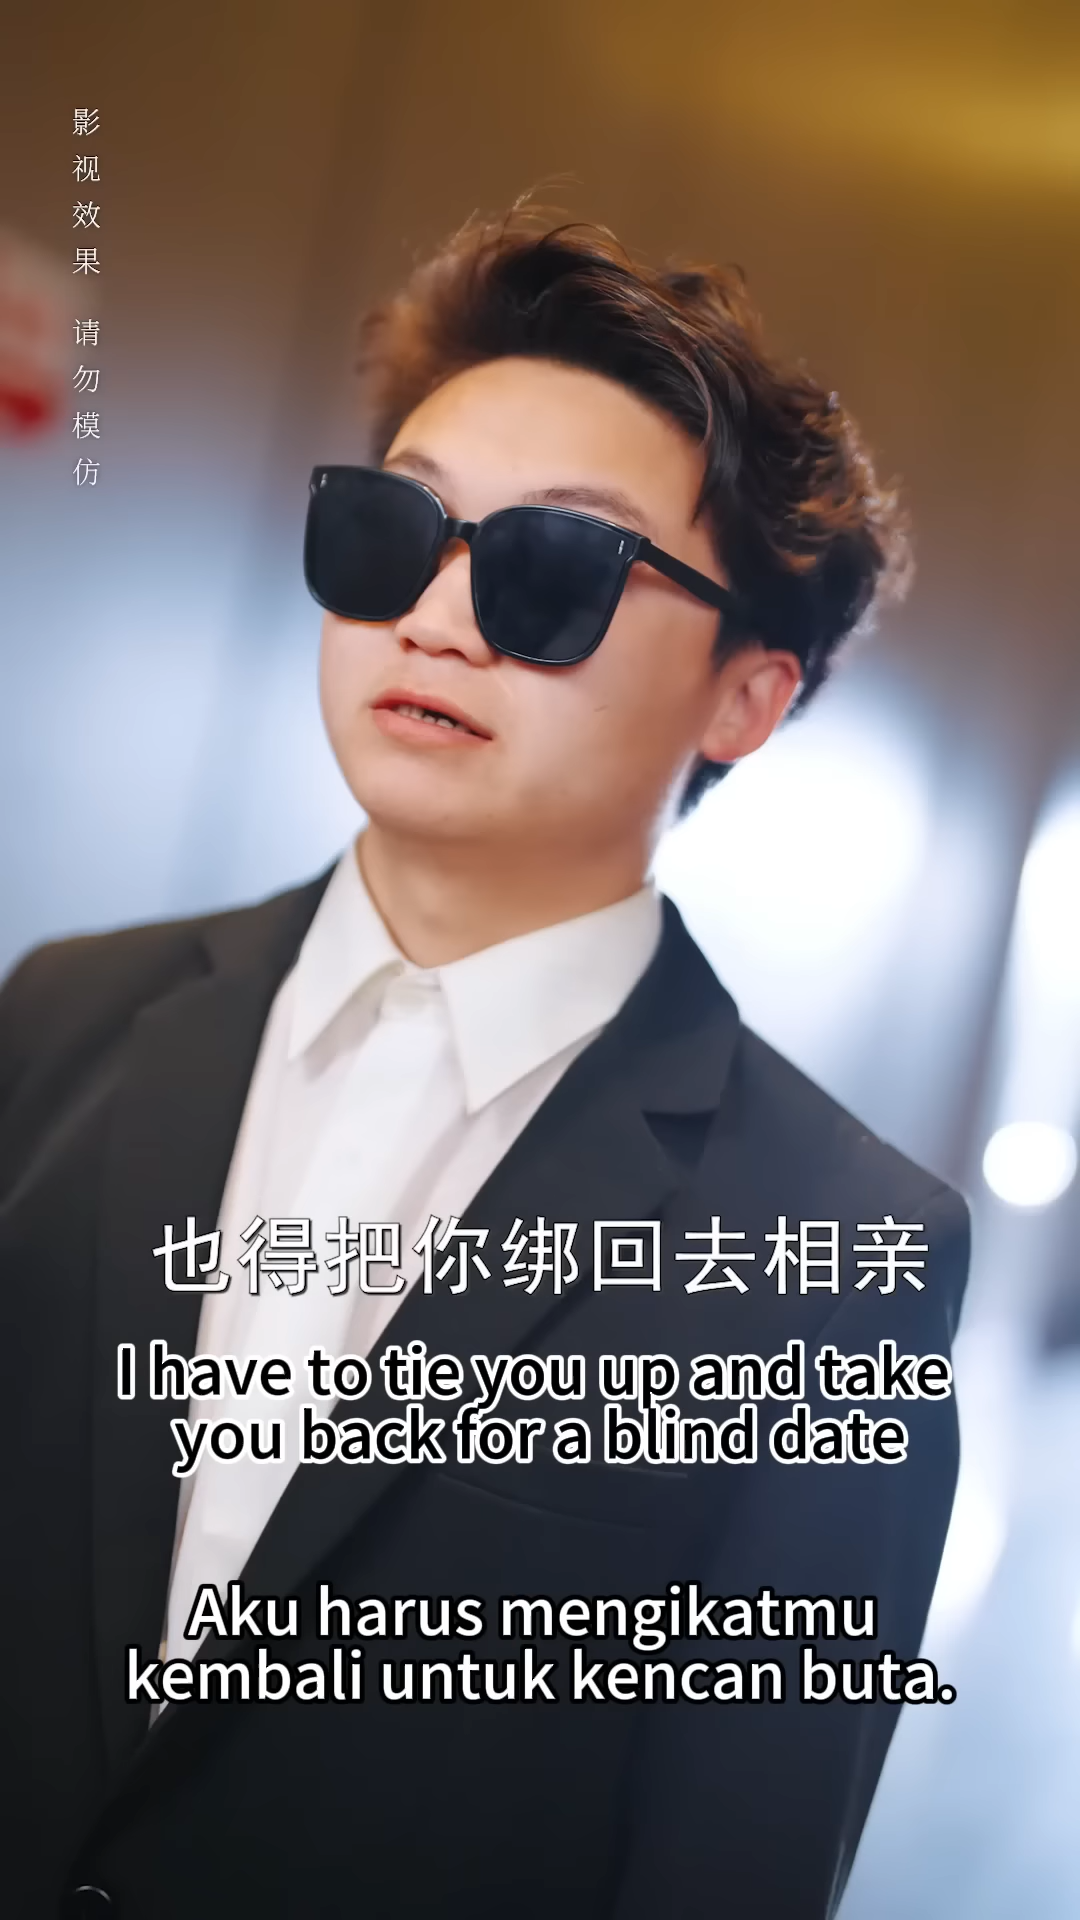 影视效果 请勿模仿
也得把你绑回去相亲
I have to tie you up and take
you back for a blind date
Aku harus mengikatmu
kembali untuk kencan buta.